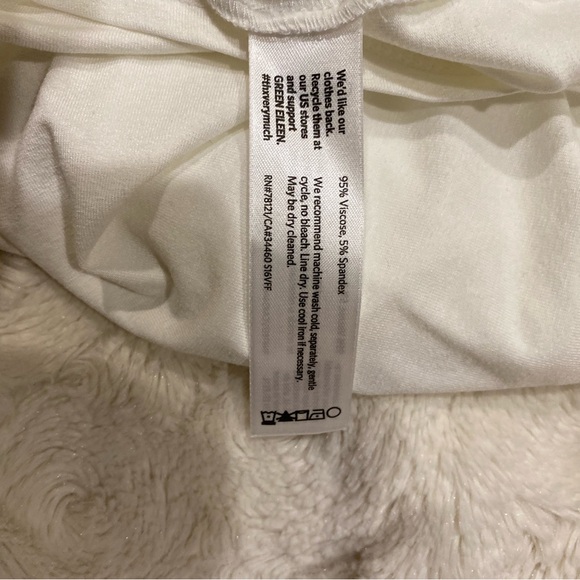 We'd like our
clothes back.
Recycle them at
our US stores
and support
GREEN EILEEN.
#thxverymuch
95% Viscose, 5% Spandex
We recommend machine wash cold, separately, gentle
cycle, no bleach. Line dry. Use cool iron if necessary.
May be dry cleaned.
RN#78121/CA#34460 S16VFF